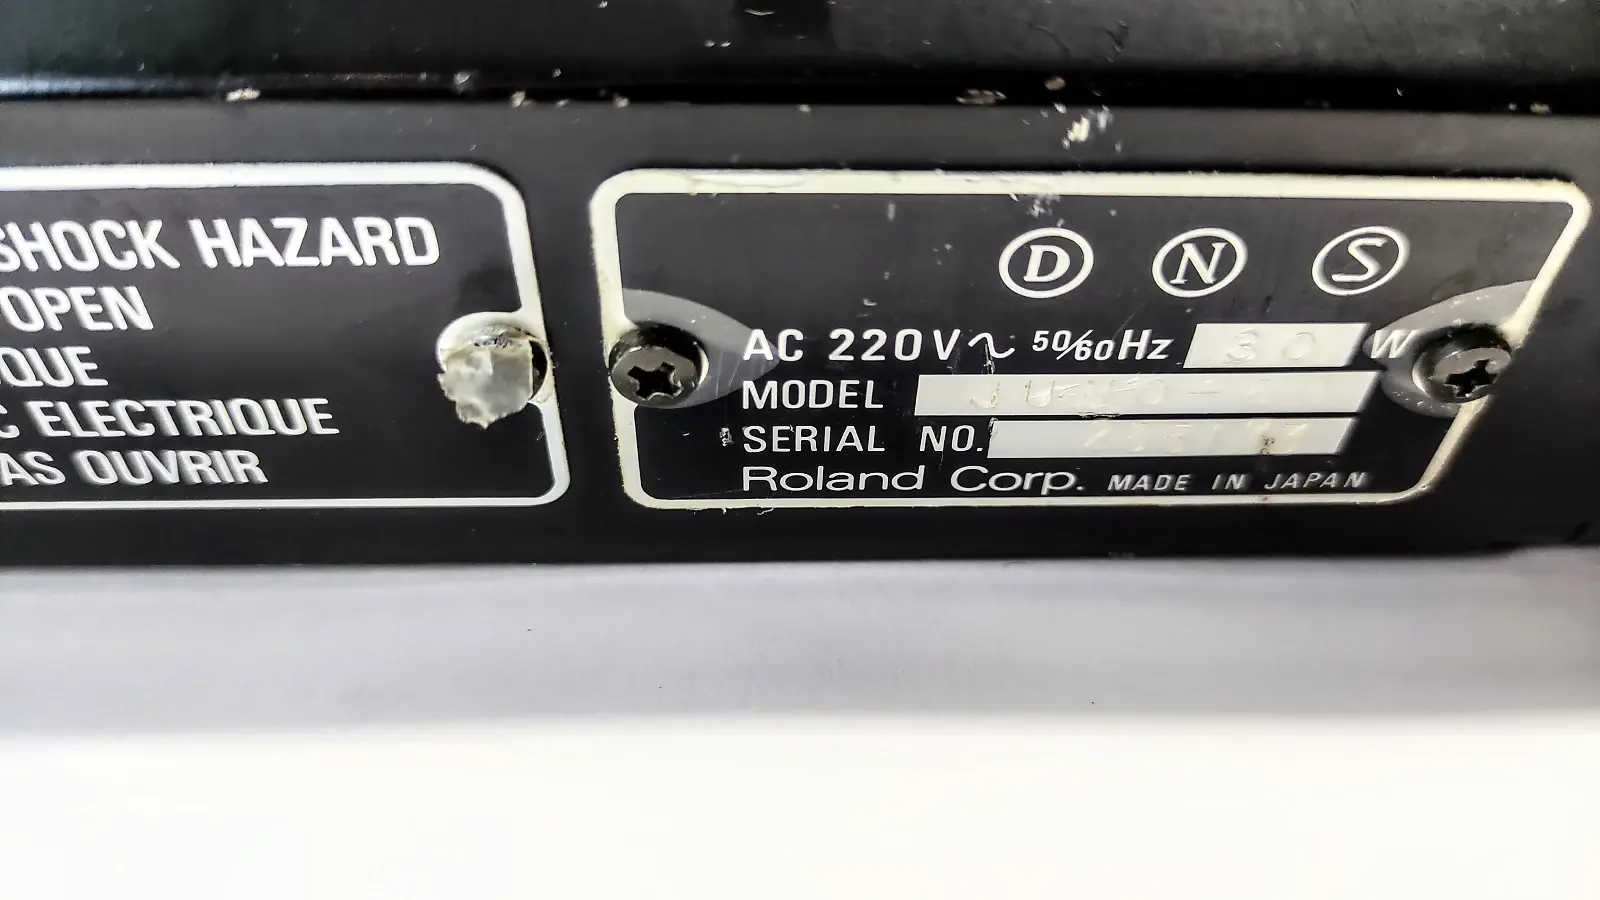 SHOCK HAZARD
OPEN
QUE
C ELECTRIQUE
AS OUVRIR
D N S
AC 220V~ 50/60Hz 30 W
MODEL
SERIAL NO.
Roland Corp. MADE IN JAPAN